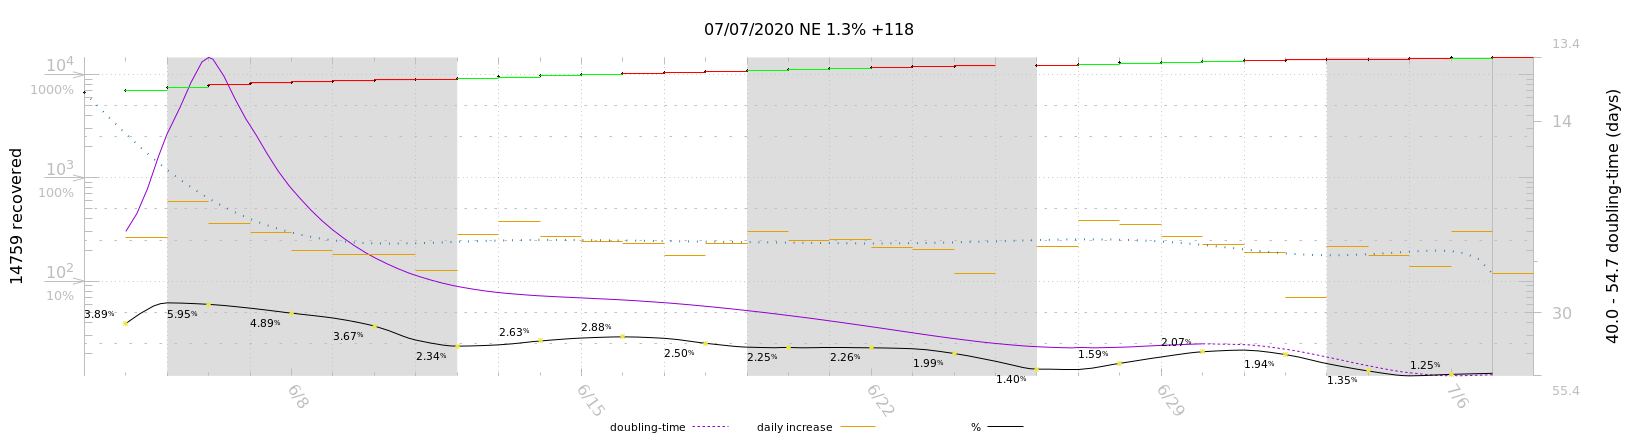 07/07/2020 NE 1.3% +118
13.4
10⁴
1000%
14
10³
100%
14759 recovered
40.0 - 54.7 doubling-time (days)
10²
10%
30
3.89% 5.95% 4.89% 3.67% 2.34% 2.63% 2.88% 2.50% 2.25% 2.26% 1.99% 1.40% 1.59% 2.07% 1.94% 1.35% 1.25%
55.4
6/8 6/15 6/22 6/29 7/6
doubling-time daily increase %